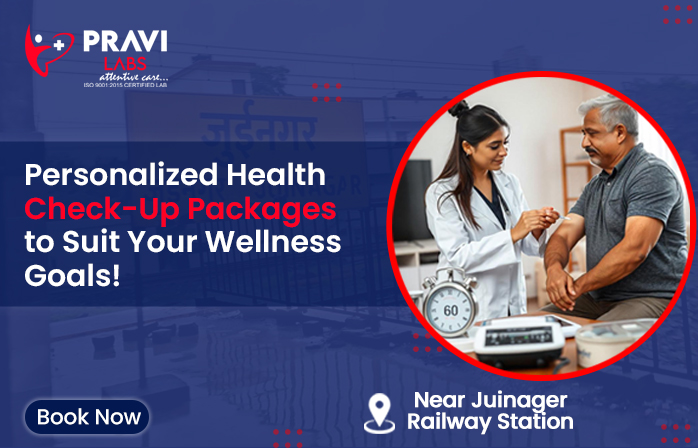 PRAVI
LABS
attentive care...
ISO 9001:2015 CERTIFIED LAB
जुईनगर
Personalized Health
Check-Up Packages
to Suit Your Wellness
Goals!
60
Book Now
Near Juinager
Railway Station